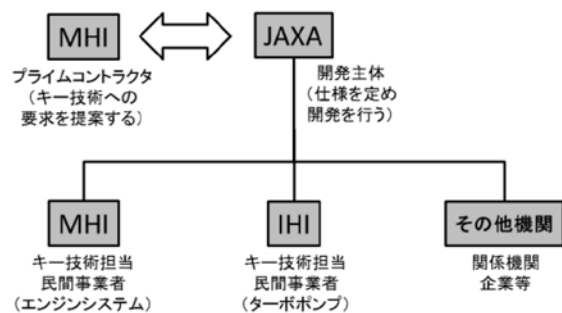 MHI
JAXA
プライムコントラクタ
(キー技術への
要求を提案する)
開発主体
(仕様を定め
開発を行う)
MHI
IHI
その他機関
キー技術担当
民間事業者
(エンジンシステム)
キー技術担当
民間事業者
(ターボポンプ)
関係機関
企業等